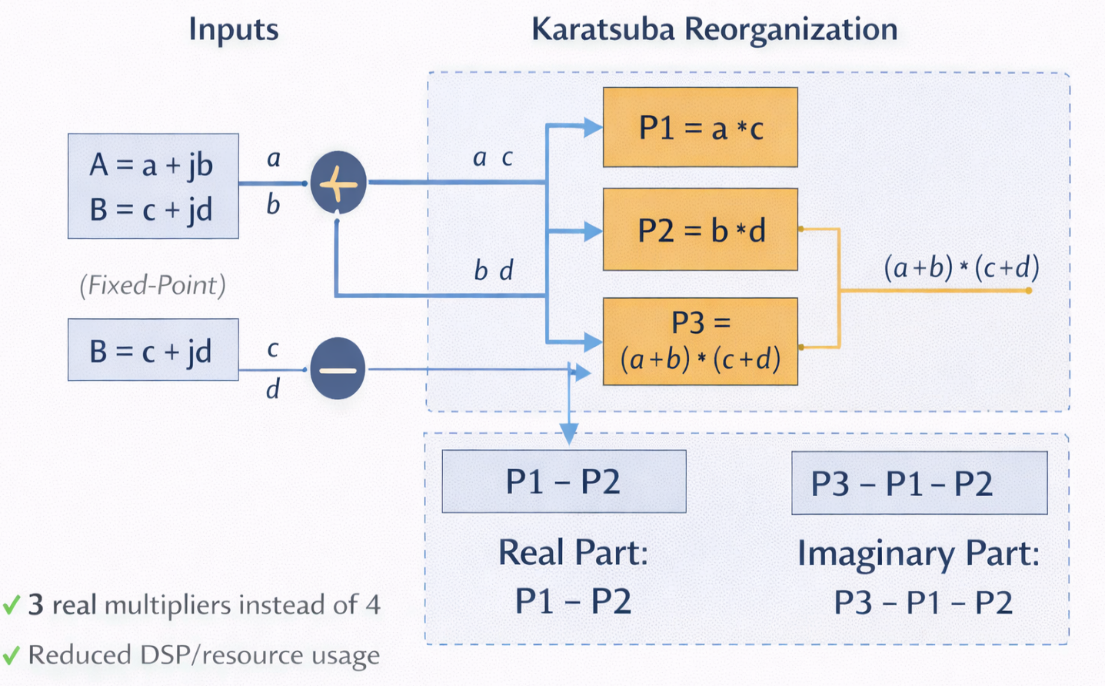 Inputs
Karatsuba Reorganization
A = a + jb
B = c + jd
a
b
+
a c
P1 = a *c
P2 = b *d
b d
(a+b) * (c+d)
(Fixed-Point)
P3 =
(a+b) * (c+d)
B = c + jd
c
d
−
P1 – P2
P3 – P1 – P2
Real Part:
P1 – P2
Imaginary Part:
P3 – P1 – P2
✓ 3 real multipliers instead of 4
✓ Reduced DSP/resource usage